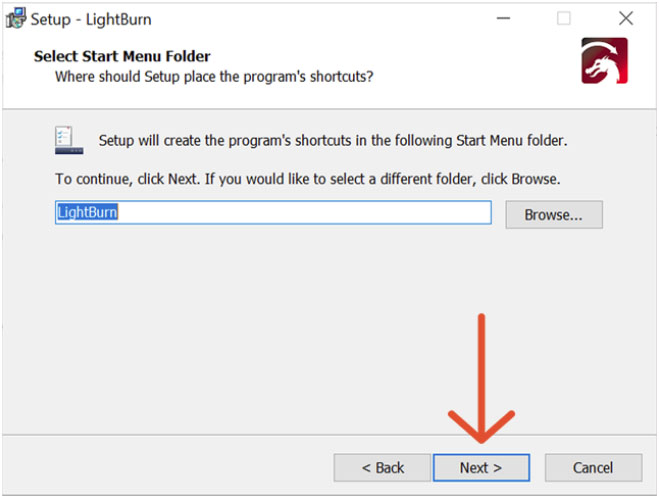 Setup - LightBurn
Select Start Menu Folder
Where should Setup place the program's shortcuts?
Setup will create the program's shortcuts in the following Start Menu folder.
To continue, click Next. If you would like to select a different folder, click Browse.
LightBurn
Browse...
< Back
Next >
Cancel